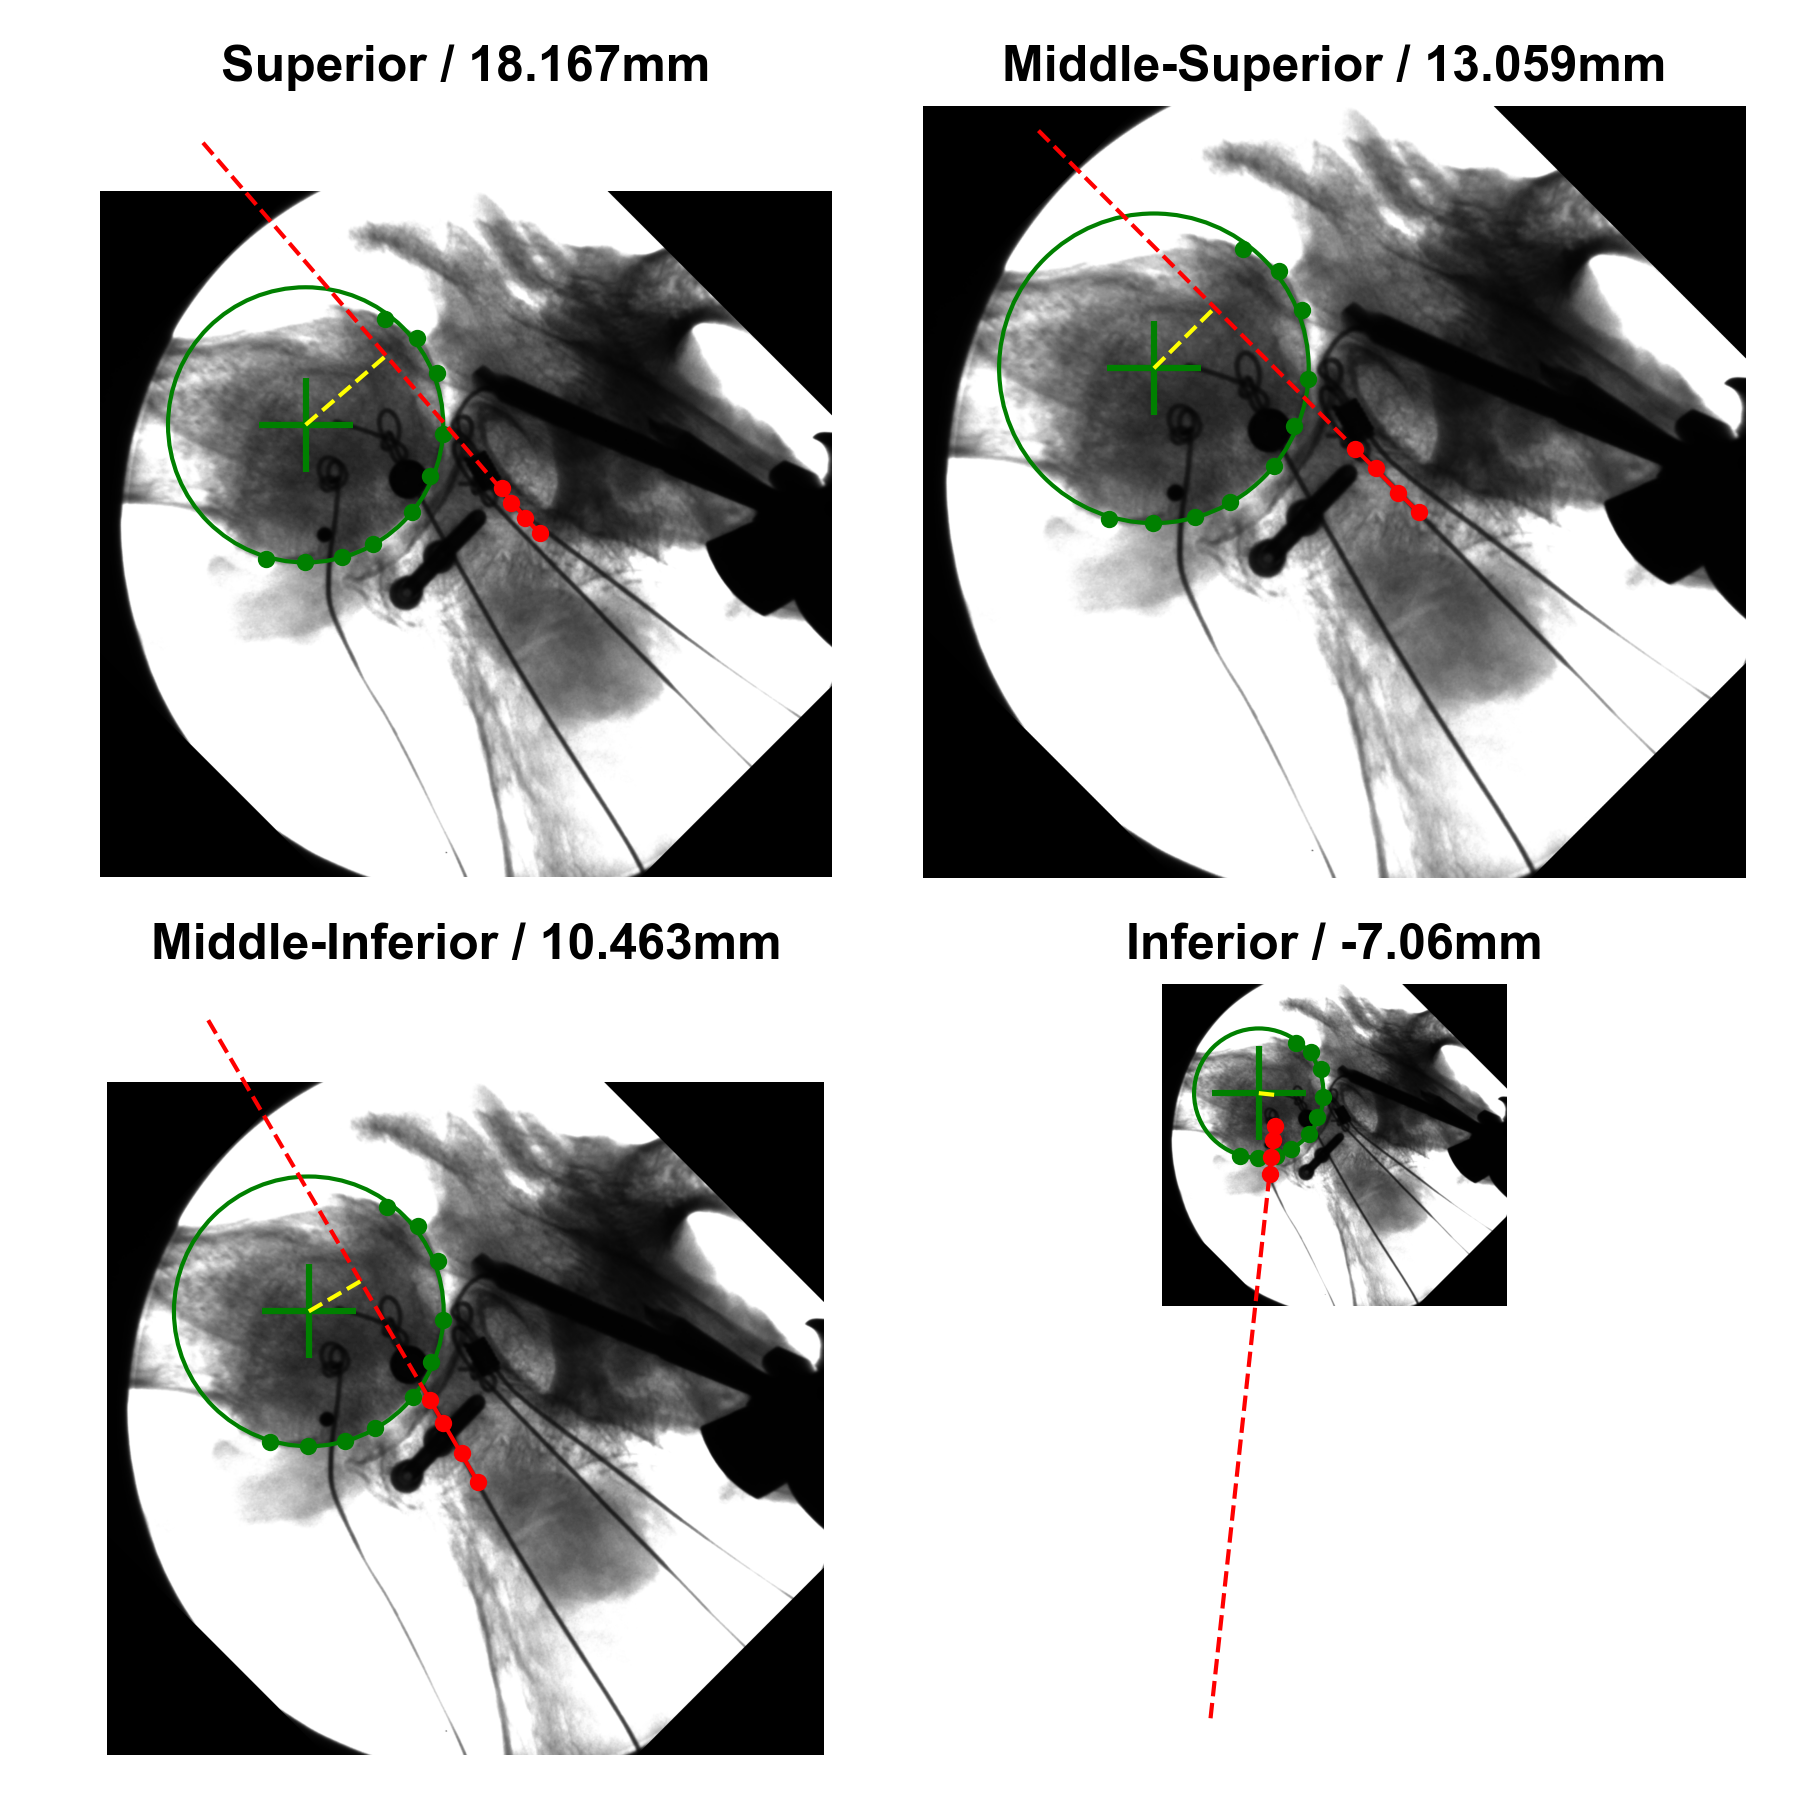 Superior / 18.167mm
Middle-Superior / 13.059mm
Middle-Inferior / 10.463mm
Inferior / -7.06mm